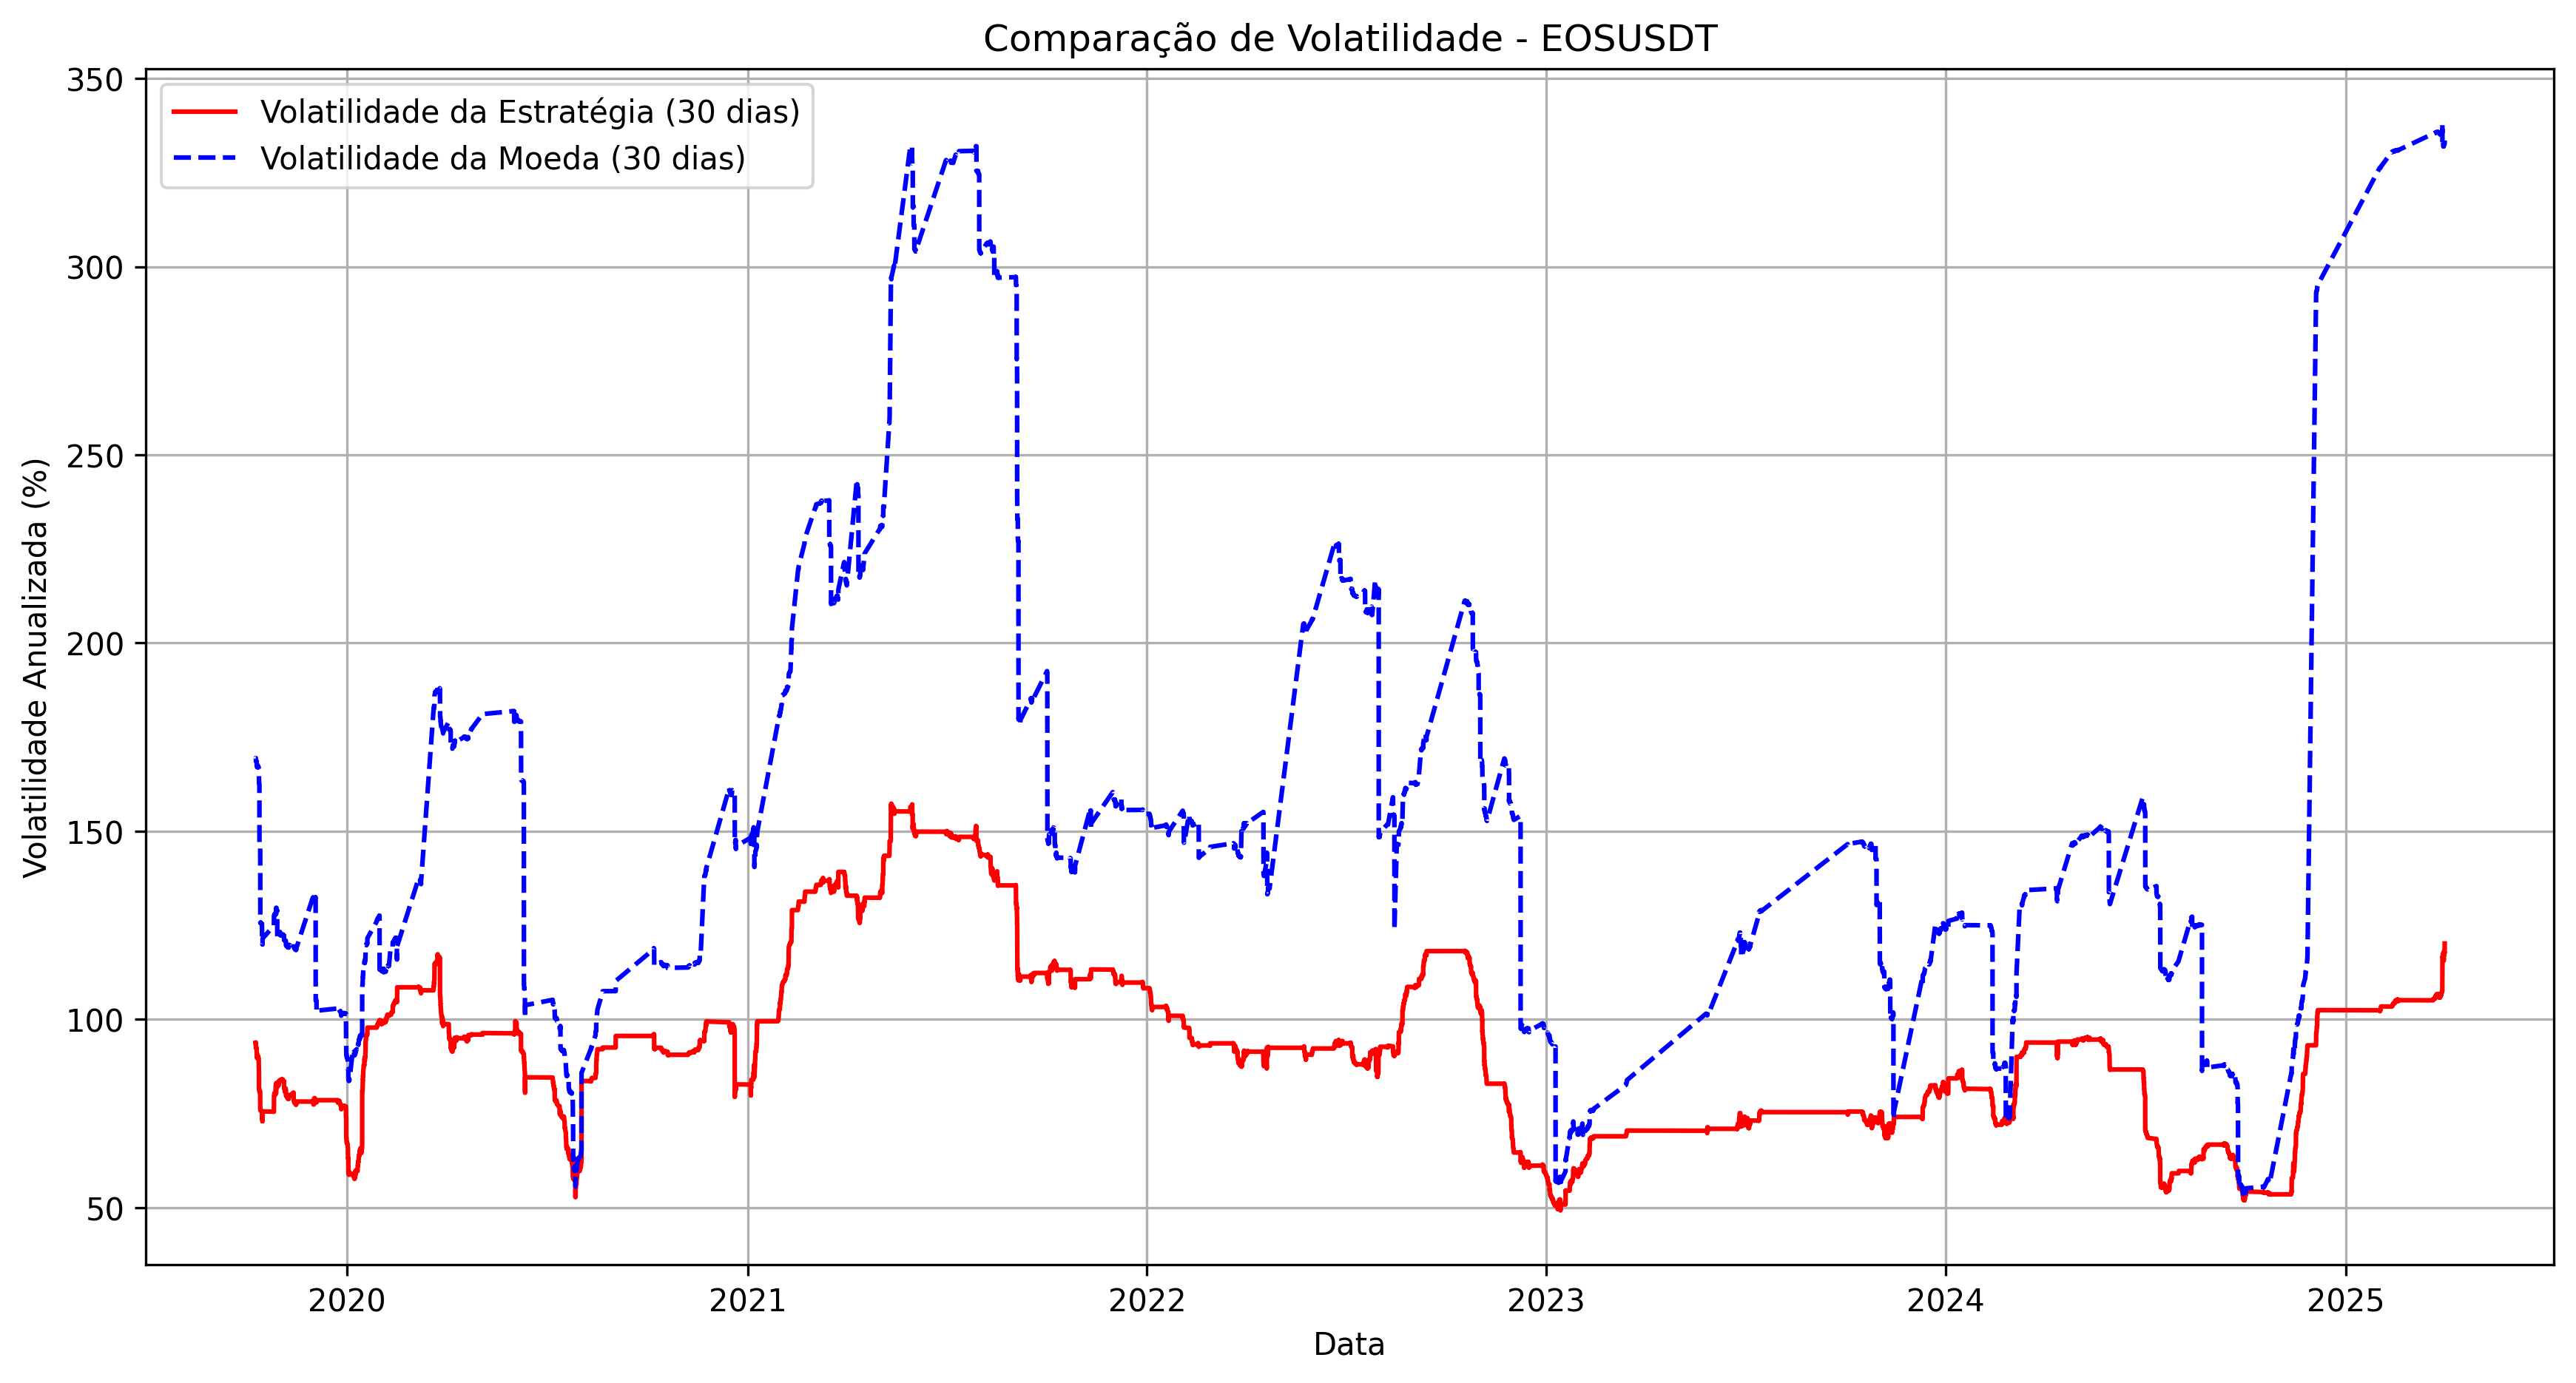 Comparação de Volatilidade - EOSUSDT
Volatilidade da Estratégia (30 dias)
Volatilidade da Moeda (30 dias)
Volatilidade Anualizada (%)
350
300
250
200
150
100
50
2020 2021 2022 2023 2024 2025
Data